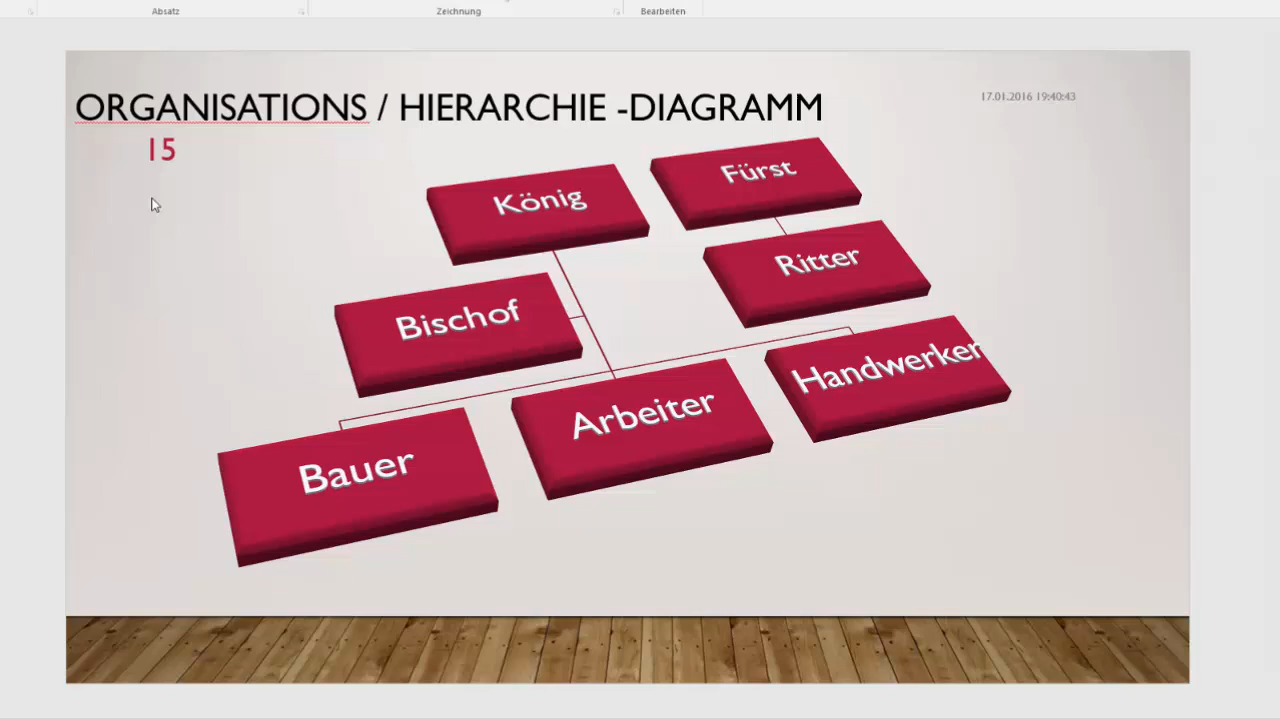 Absatz
Zeichnung
Bearbeiten
ORGANISATIONS / HIERARCHIE -DIAGRAMM
17.01.2016 19:40:43
15
König
Fürst
Bischof
Ritter
Bauer
Arbeiter
Handwerker